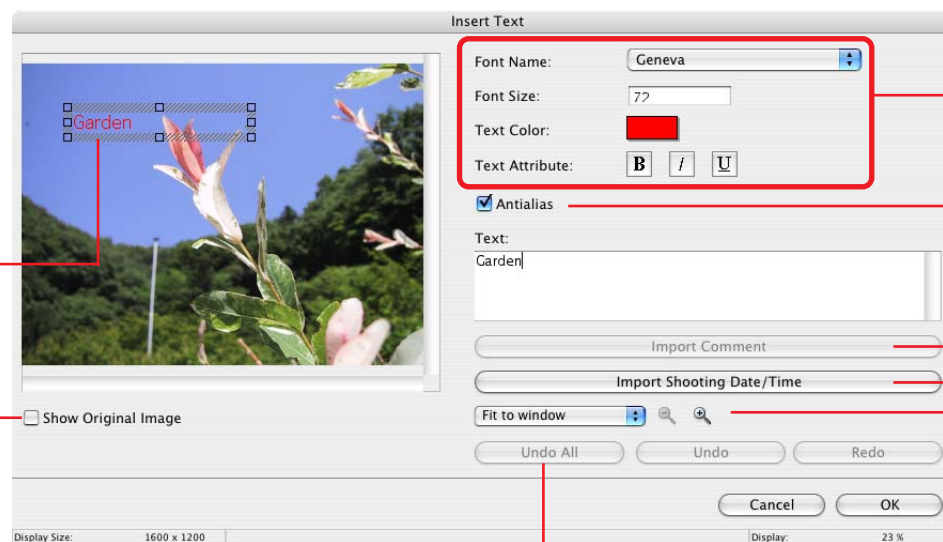 Insert Text
Garden
Font Name: Geneva
Font Size: 72
Text Color:
Text Attribute: B I U
Antialias
Text:
Garden
Import Comment
Import Shooting Date/Time
Show Original Image
Fit to window
Undo All Undo Redo
Cancel OK
Display Size: 1600 x 1200 Display: 23 %